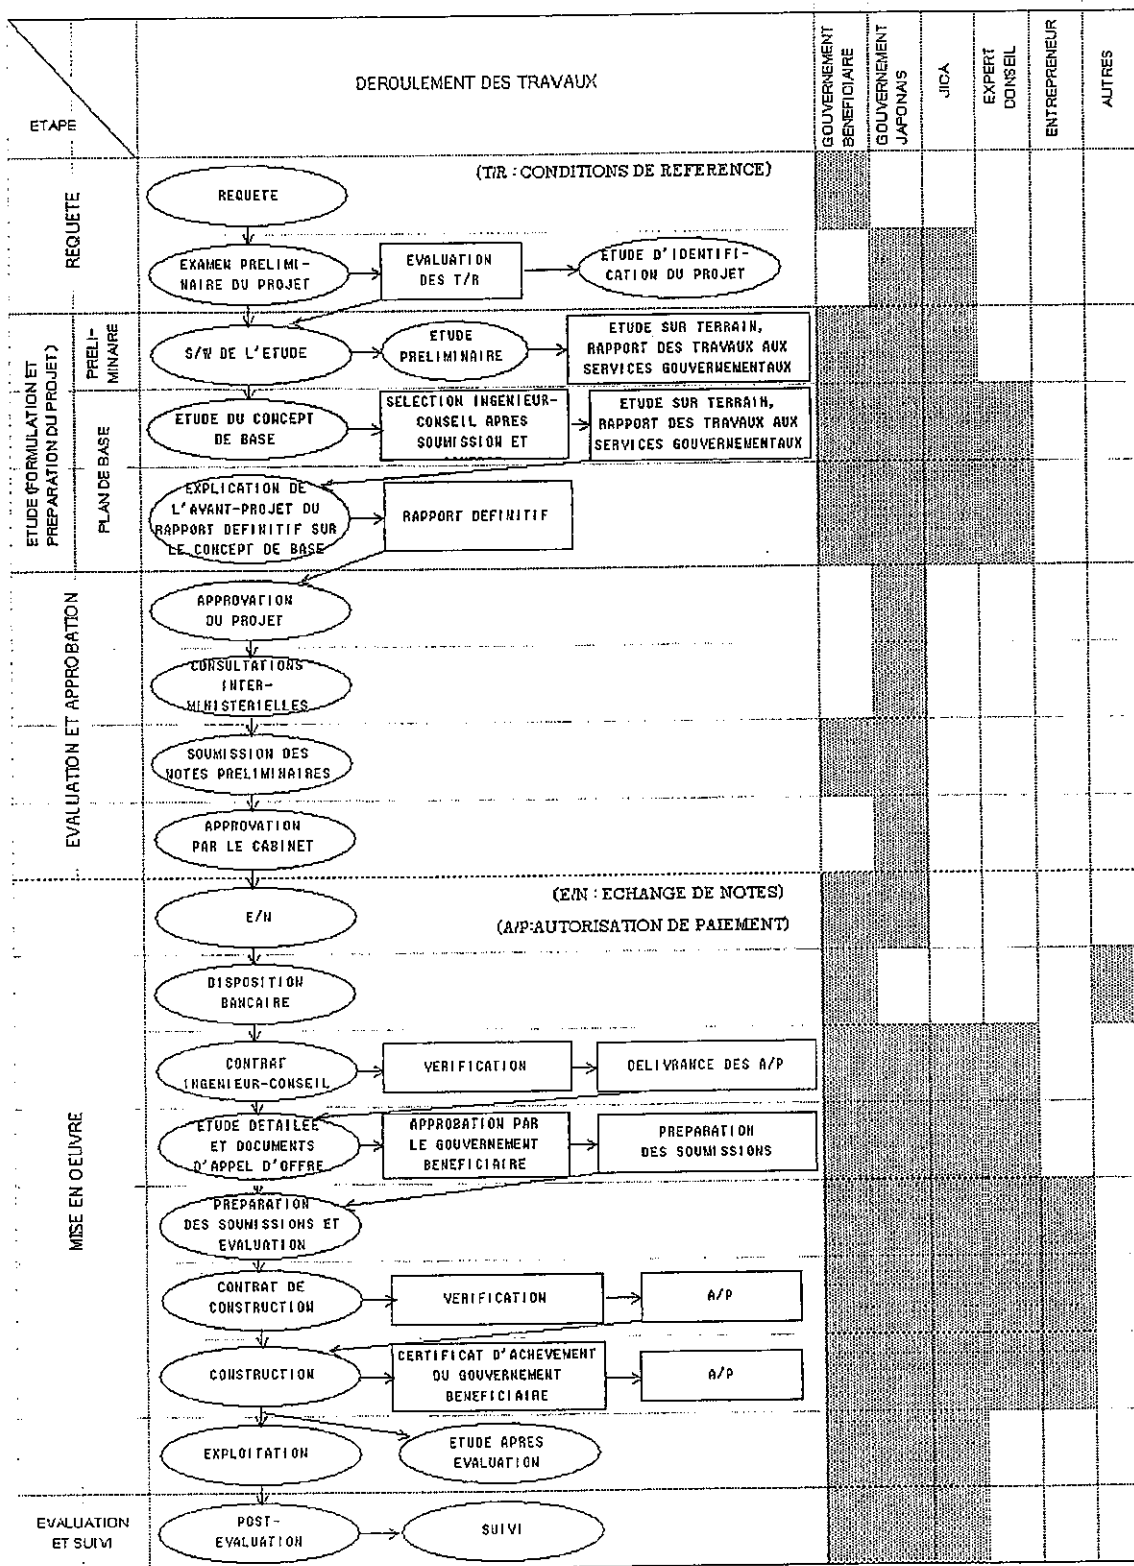 DEROULEMENT DES TRAVAUX
ETAPE
GOUVERNEMENT
BENEFICIAIRE
GOUVERNEMENT
JAPONAIS
JICA
EXPERT
CONSEIL
ENTREPRENEUR
AUTRES
REQUETE
(T/R : CONDITIONS DE REFERENCE)
REQUETE
EXAMEN PRELIMI-
NAIRE DU PROJET
EVALUATION
DES T/R
ETUDE D'IDENTIFI-
CATION DU PROJET
ETUDE (FORMULATION ET
PREPARATION DU PROJET)
PRELI-
MINAIRE
S/W DE L'ETUDE
ETUDE
PRELIMINAIRE
ETUDE SUR TERRAIN,
RAPPORT DES TRAVAUX AUX
SERVICES GOUVERNEMENTAUX
PLAN DE BASE
ETUDE DU CONCEPT
DE BASE
SELECTION INGENIEUR-
CONSEIL APRES
SOUMISSION ET
ETUDE SUR TERRAIN,
RAPPORT DES TRAVAUX AUX
SERVICES GOUVERNEMENTAUX
EXPLICATION DE
L'AVANT-PROJET DU
RAPPORT DEFINITIF SUR
LE CONCEPT DE BASE
RAPPORT DEFINITIF
EVALUATION ET APPROBATION
APPROVATION
DU PROJET
CONSULTATIONS
INTER-
MINISTERIELLES
SOUMISSION DES
NOTES PRELIMINAIRES
APPROVATION
PAR LE CABINET
MISE EN OEUVRE
E/N
(E/N : ECHANGE DE NOTES)
(A/P:AUTORISATION DE PAIEMENT)
DISPOSITION
BANCAIRE
CONTRAT
INGENIEUR-CONSEIL
VERIFICATION
DELIVRANCE DES A/P
ETUDE DETAILEE
ET DOCUMENTS
D'APPEL D'OFFRE
APPROBATION PAR
LE GOUVERNEMENT
BENEFICIAIRE
PREPARATION
DES SOUMISSIONS
PREPARATION
DES SOUMISSIONS ET
EVALUATION
CONTRAT DE
CONSTRUCTION
VERIFICATION
A/P
CONSTRUCTION
CERTIFICAT D'ACHEVEMENT
DU GOUVERNEMENT
BENEFICIAIRE
A/P
EXPLOITATION
ETUDE APRES
EVALUATION
EVALUATION
ET SUIVI
POST-
EVALUATION
SUIVI